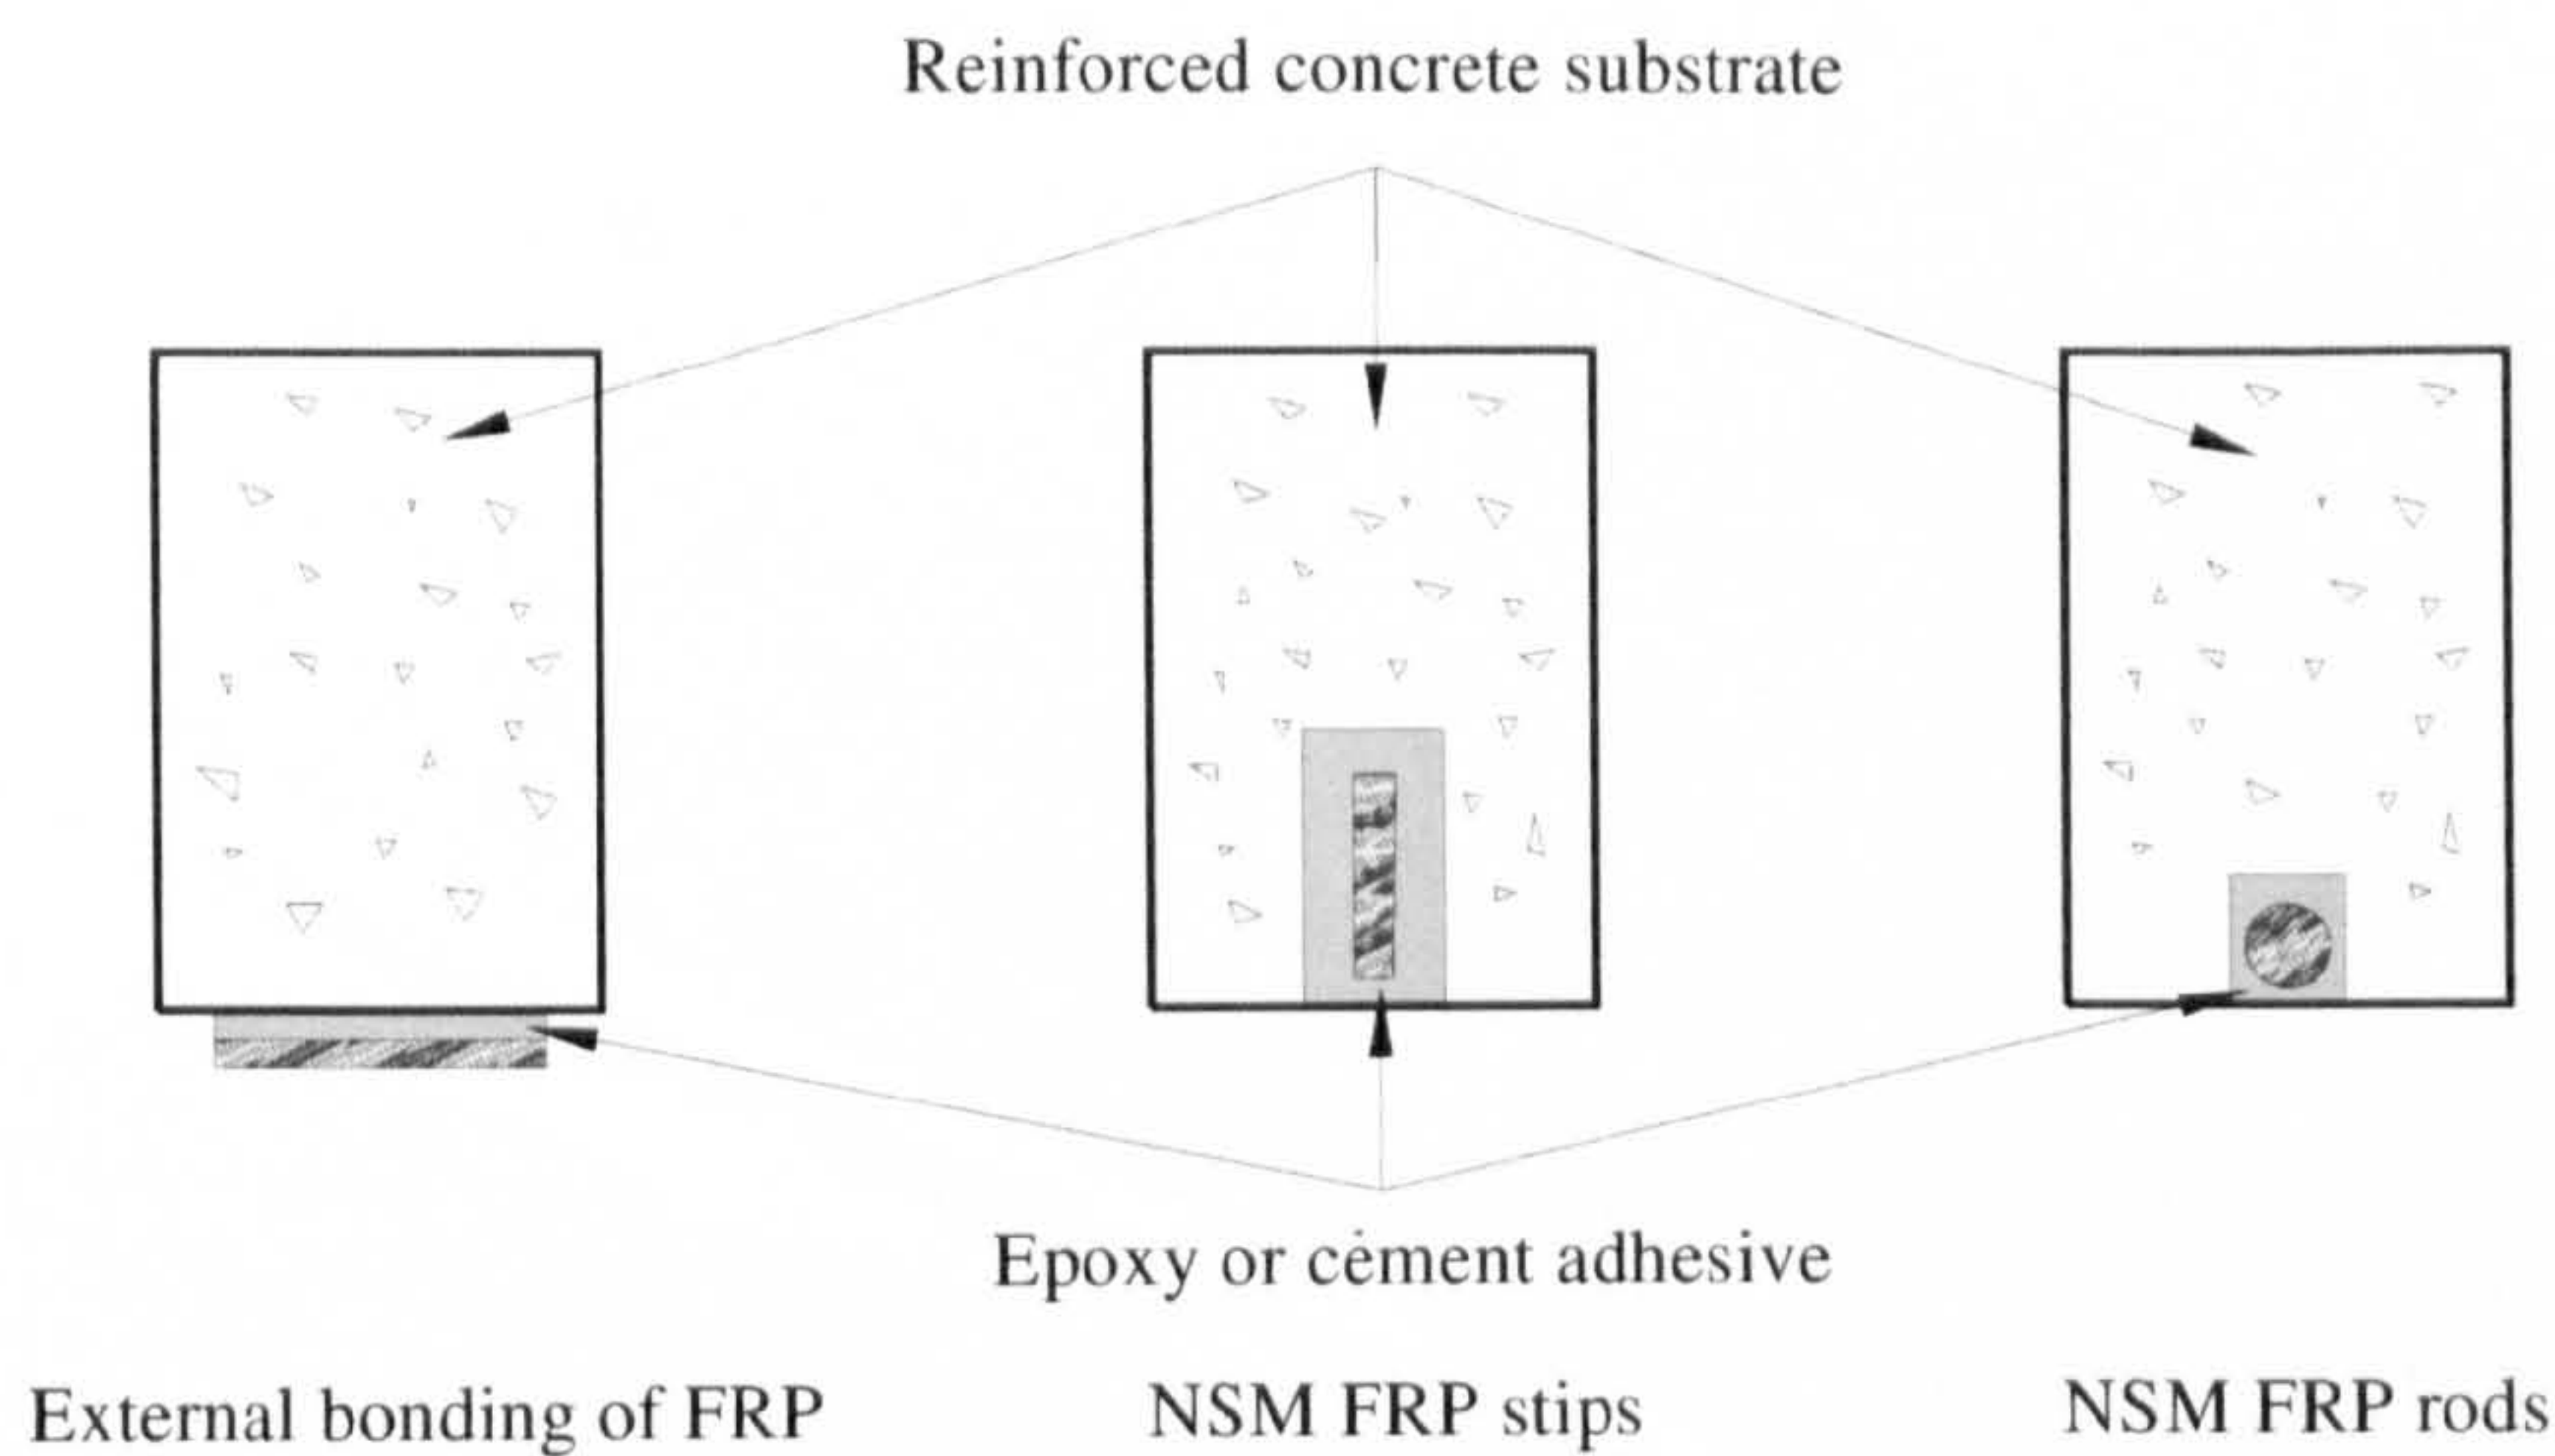 Reinforced concrete substrate
Epoxy or cement adhesive
External bonding of FRP
NSM FRP stips
NSM FRP rods